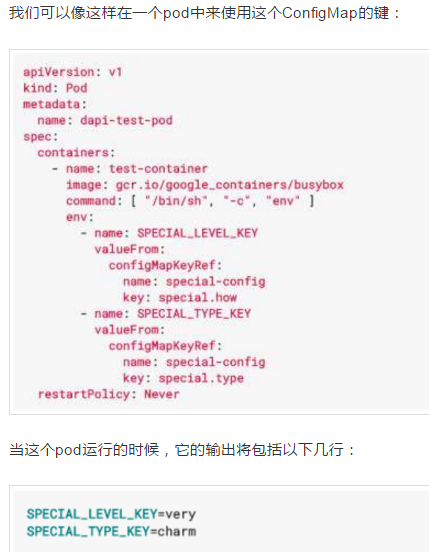 我们可以像这样在一个pod中来使用这个ConfigMap的键：
apiVersion: v1
kind: Pod
metadata:
  name: dapi-test-pod
spec:
  containers:
    - name: test-container
      image: gcr.io/google_containers/busybox
      command: [ "/bin/sh", "-c", "env" ]
      env:
        - name: SPECIAL_LEVEL_KEY
          valueFrom:
            configMapKeyRef:
              name: special-config
              key: special.how
        - name: SPECIAL_TYPE_KEY
          valueFrom:
            configMapKeyRef:
              name: special-config
              key: special.type
  restartPolicy: Never
当这个pod运行的时候，它的输出将包括以下几行：
SPECIAL_LEVEL_KEY=very
SPECIAL_TYPE_KEY=charm